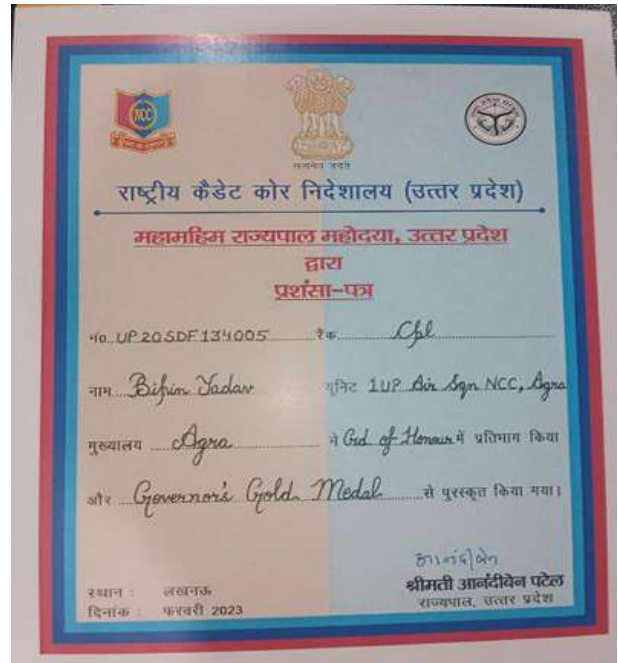 NCC
सत्यमेव जयते
राष्ट्रीय कैडेट कोर निदेशालय (उत्तर प्रदेश)
महामहिम राज्यपाल महोदया, उत्तर प्रदेश
द्वारा
प्रशंसा-पत्र
नं. UP20SDF134005 रैंक Cpl
नाम Bipin Yadav यूनिट 1UP Air Sqn NCC, Agra
मुख्यालय Agra ने Grd of Honour में प्रतिभाग किया
और Governor's Gold Medal से पुरस्कृत किया गया।
आनंदीबेन
स्थान : लखनऊ श्रीमती आनंदीबेन पटेल
दिनांक : फरवरी 2023 राज्यपाल, उत्तर प्रदेश